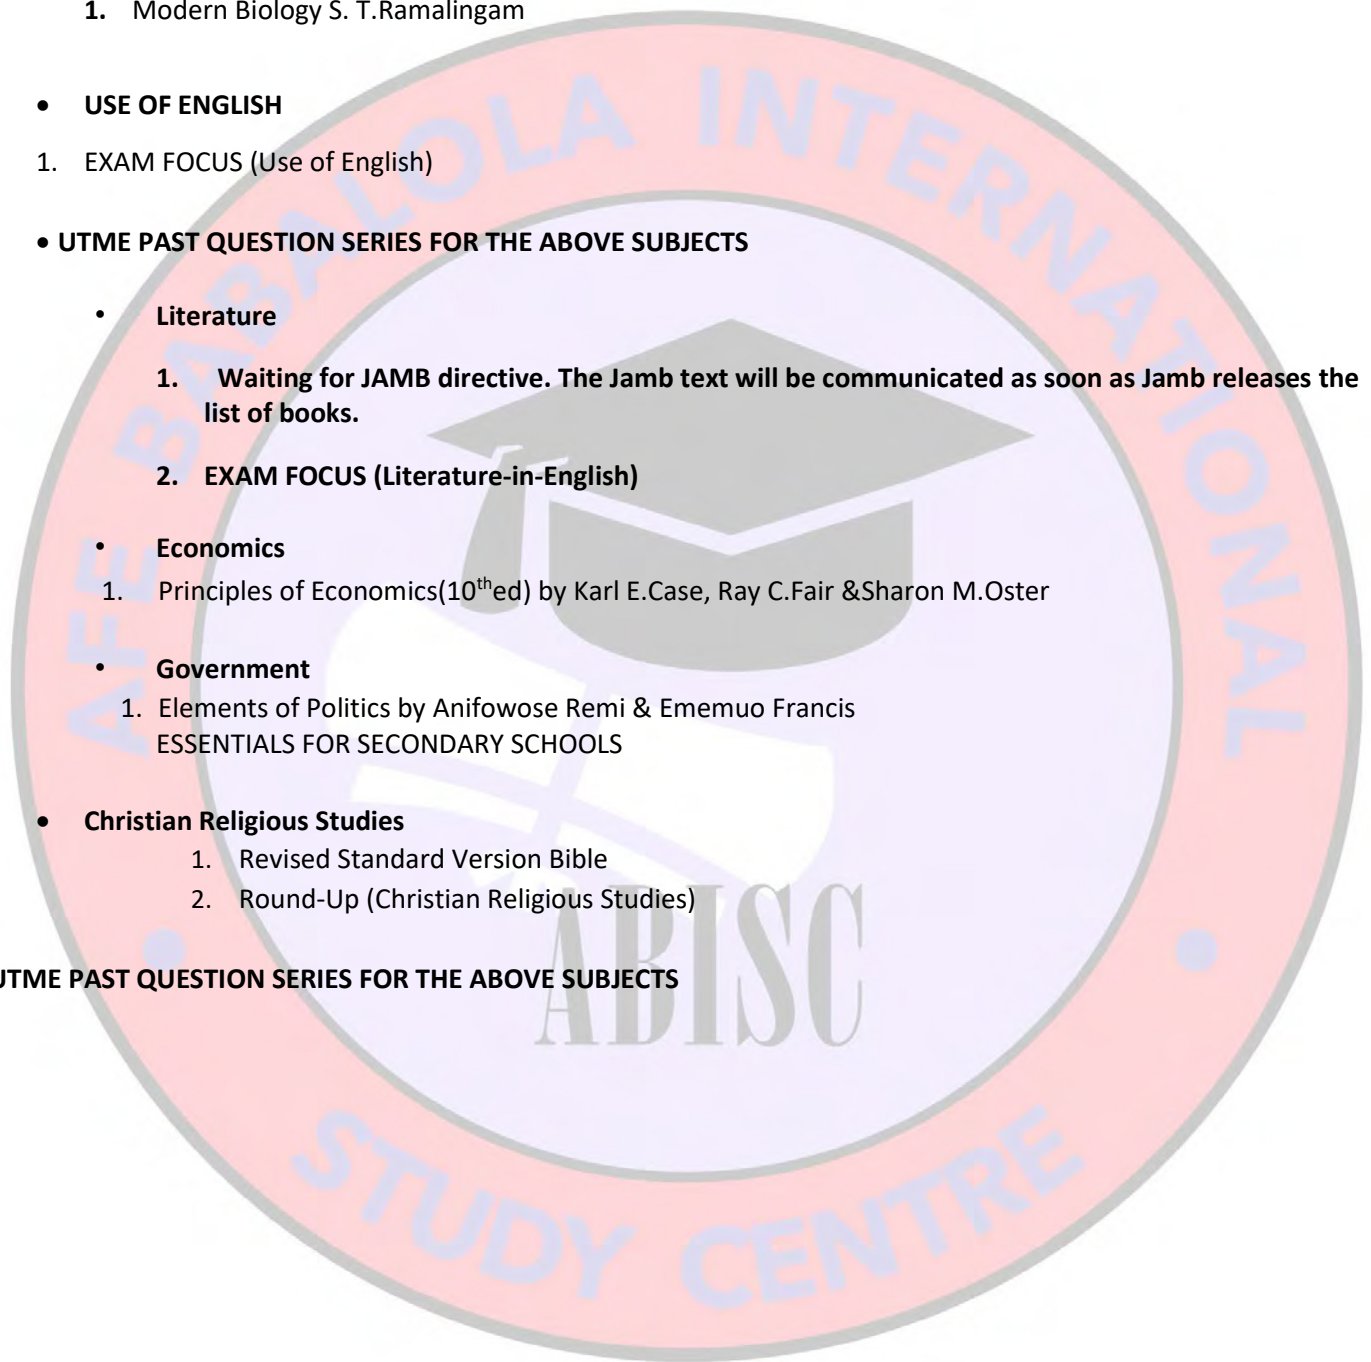 1. Modern Biology S. T.Ramalingam
• USE OF ENGLISH
1. EXAM FOCUS (Use of English)
• UTME PAST QUESTION SERIES FOR THE ABOVE SUBJECTS
• Literature
1. Waiting for JAMB directive. The Jamb text will be communicated as soon as Jamb releases the
list of books.
2. EXAM FOCUS (Literature-in-English)
• Economics
1. Principles of Economics(10thed) by Karl E.Case, Ray C.Fair &Sharon M.Oster
• Government
1. Elements of Politics by Anifowose Remi & Ememuo Francis
ESSENTIALS FOR SECONDARY SCHOOLS
• Christian Religious Studies
1. Revised Standard Version Bible
2. Round-Up (Christian Religious Studies)
UTME PAST QUESTION SERIES FOR THE ABOVE SUBJECTS
AFE BABALOLA INTERNATIONAL
ABISC
STUDY CENTRE